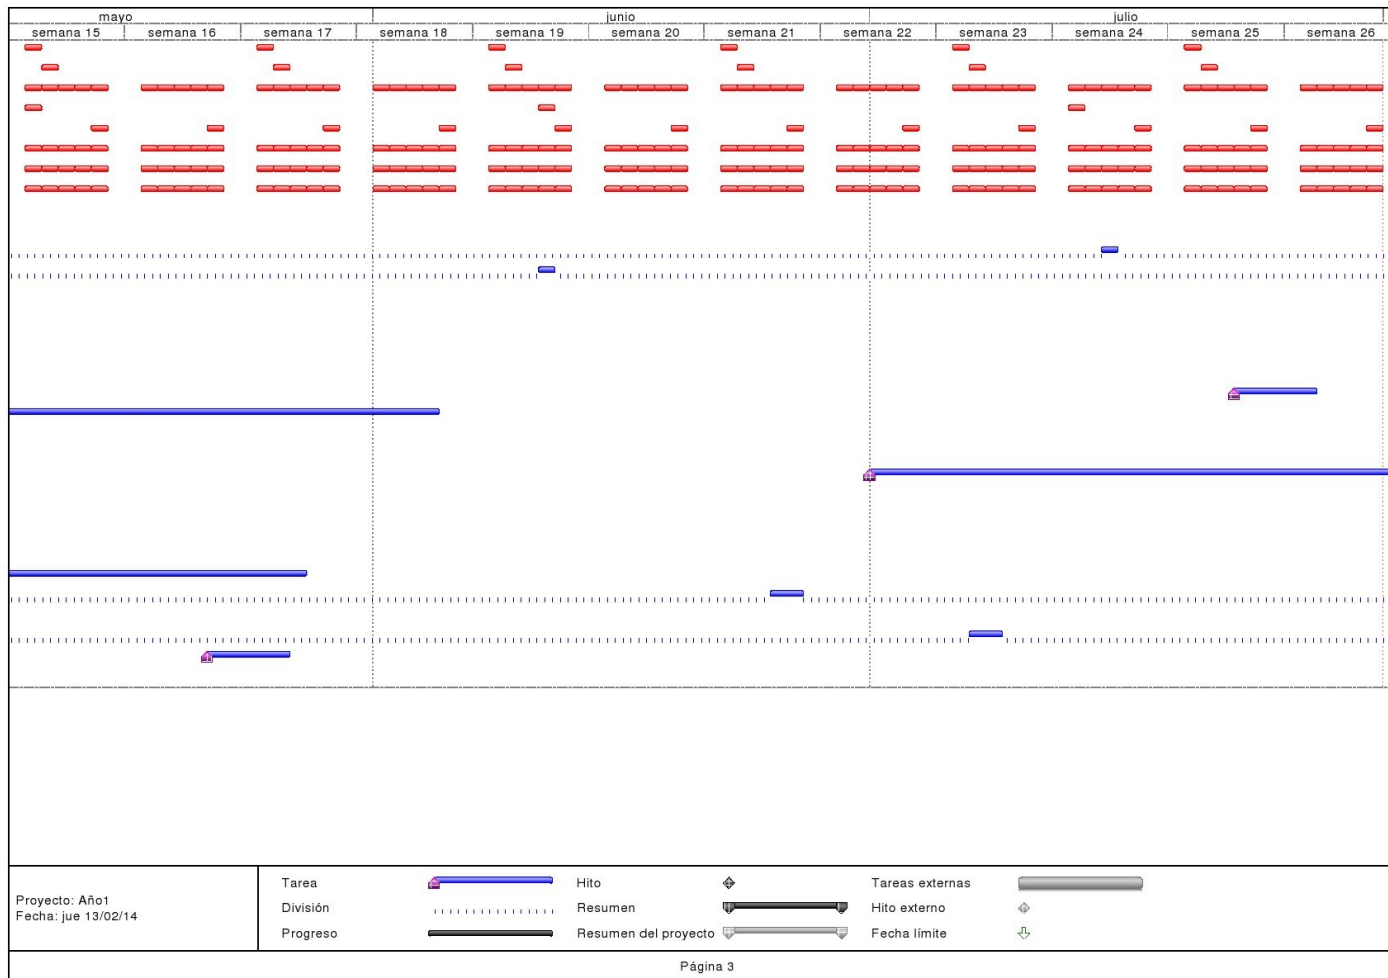 mayo junio julio
semana 15 semana 16 semana 17 semana 18 semana 19 semana 20 semana 21 semana 22 semana 23 semana 24 semana 25 semana 26
Proyecto: Año1
Fecha: jue 13/02/14
Tarea Hito Tareas externas
División Resumen Hito externo
Progreso Resumen del proyecto Fecha límite
Página 3